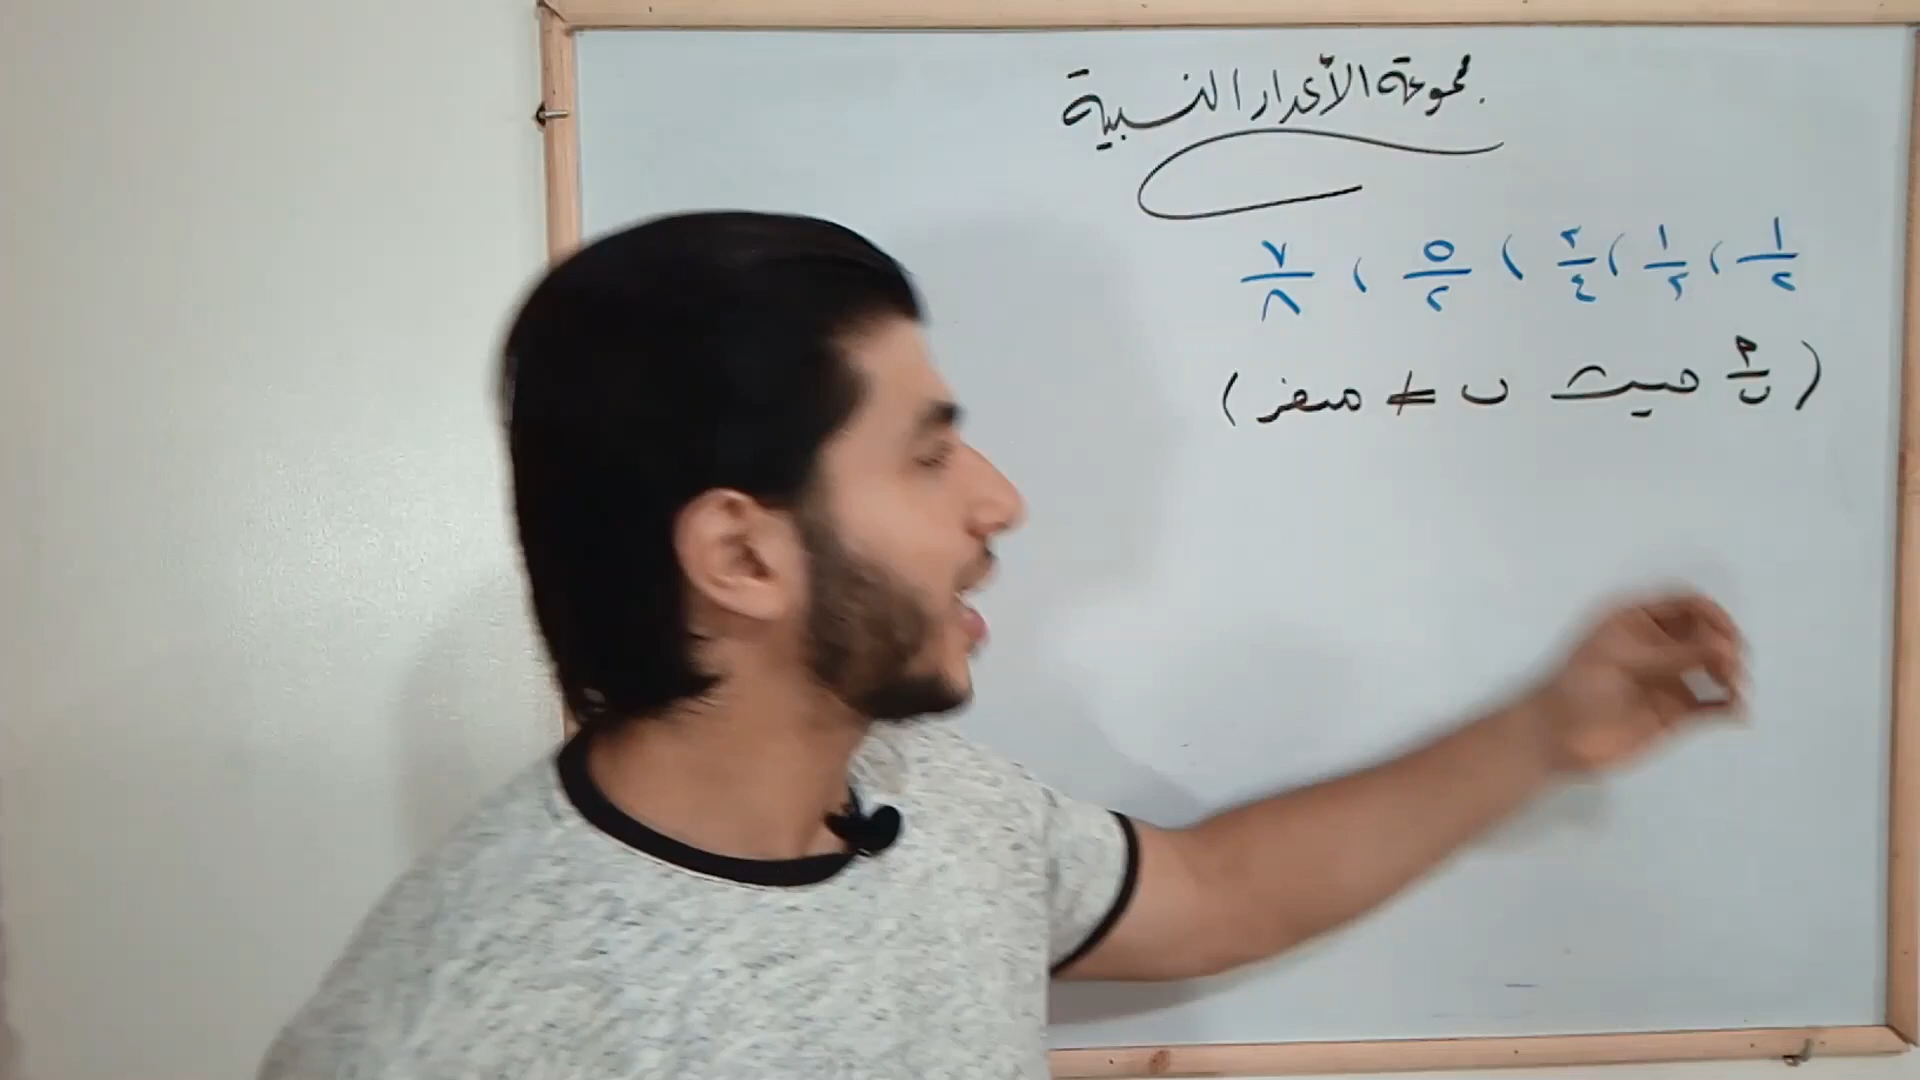 مجموعة الأعداد النسبية
١/٢ ، ١/٣ ، ٣/٤ ، ٥/٢ ، ٧/٨
(م/ن حيث ن ≠ صفر)